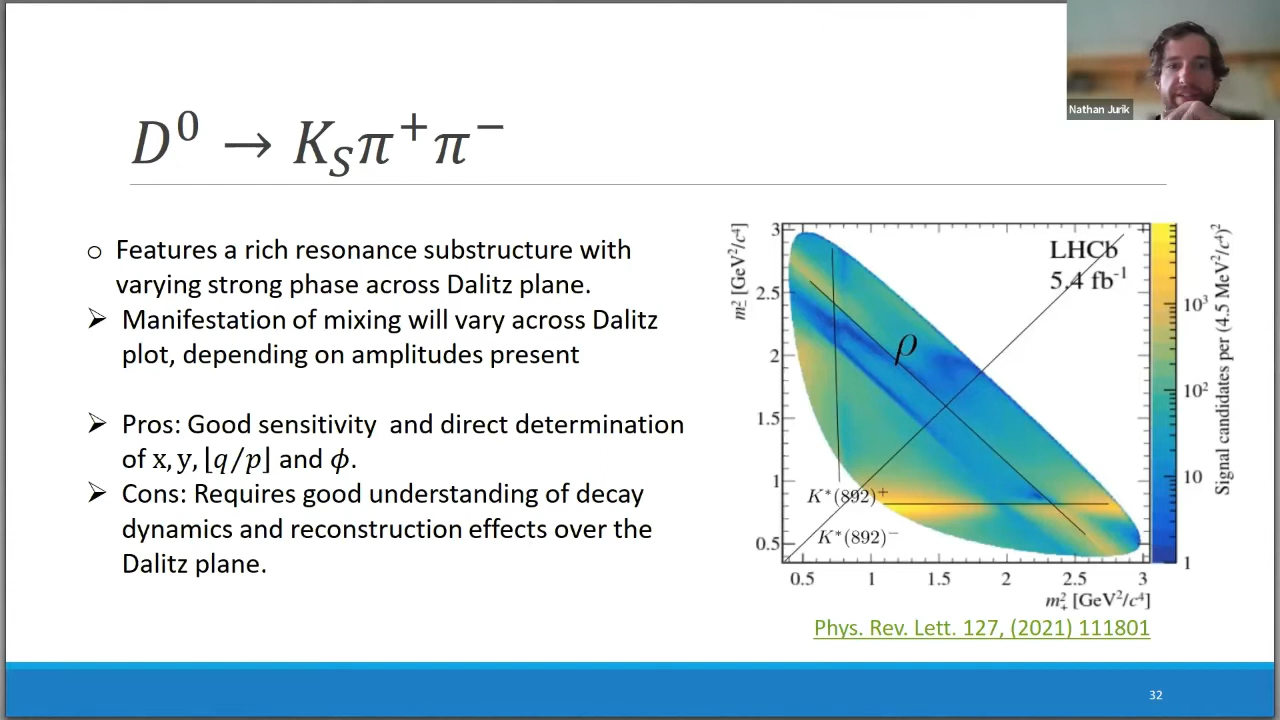 Nathan Jurik
D⁰ → K_S π⁺π⁻
o Features a rich resonance substructure with
varying strong phase across Dalitz plane.
➢ Manifestation of mixing will vary across Dalitz
plot, depending on amplitudes present
➢ Pros: Good sensitivity and direct determination
of x, y, ⌊q/p⌋ and ϕ.
➢ Cons: Requires good understanding of decay
dynamics and reconstruction effects over the
Dalitz plane.
m²₋ [GeV²/c⁴]
3
2.5
2
1.5
1
0.5
LHCb
5.4 fb⁻¹
ρ
K*(892)⁺
K*(892)⁻
0.5 1 1.5 2 2.5 3
m²₊ [GeV²/c⁴]
10³
10²
10
1
Signal candidates per (4.5 MeV²/c⁴)²
Phys. Rev. Lett. 127, (2021) 111801
32